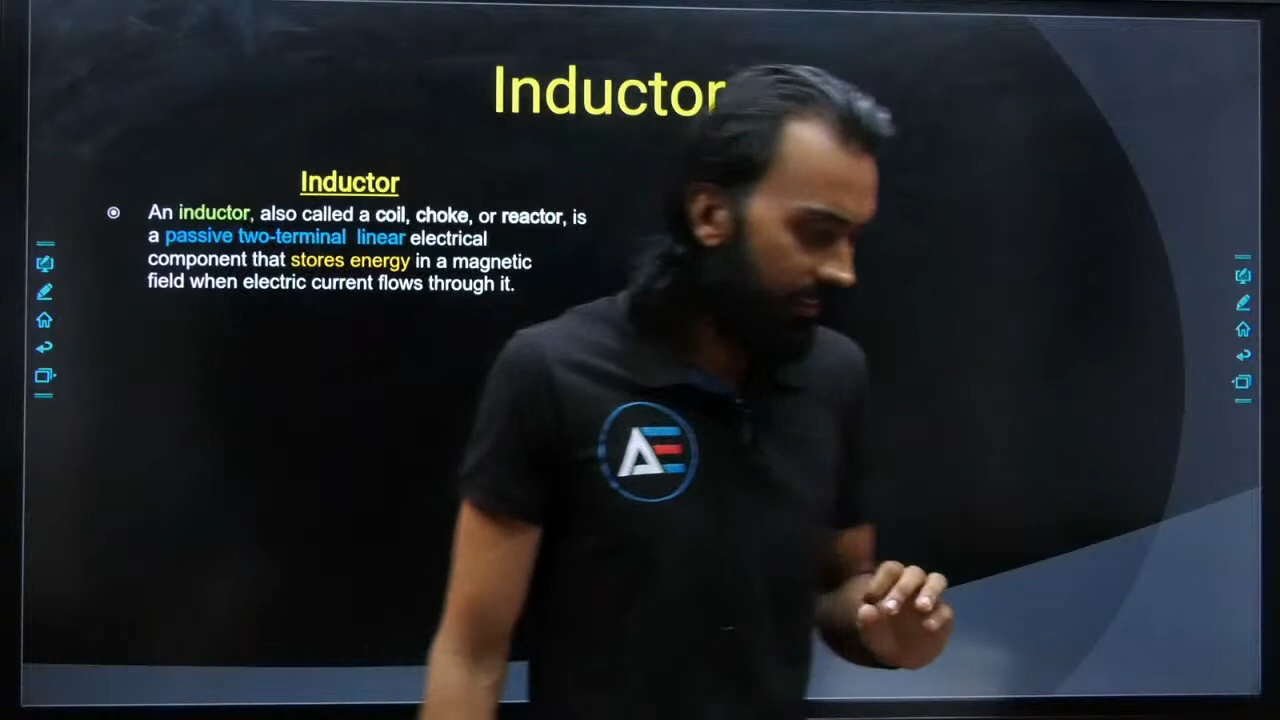 Inductor
Inductor
An inductor, also called a coil, choke, or reactor, is
a passive two-terminal linear electrical
component that stores energy in a magnetic
field when electric current flows through it.
AE